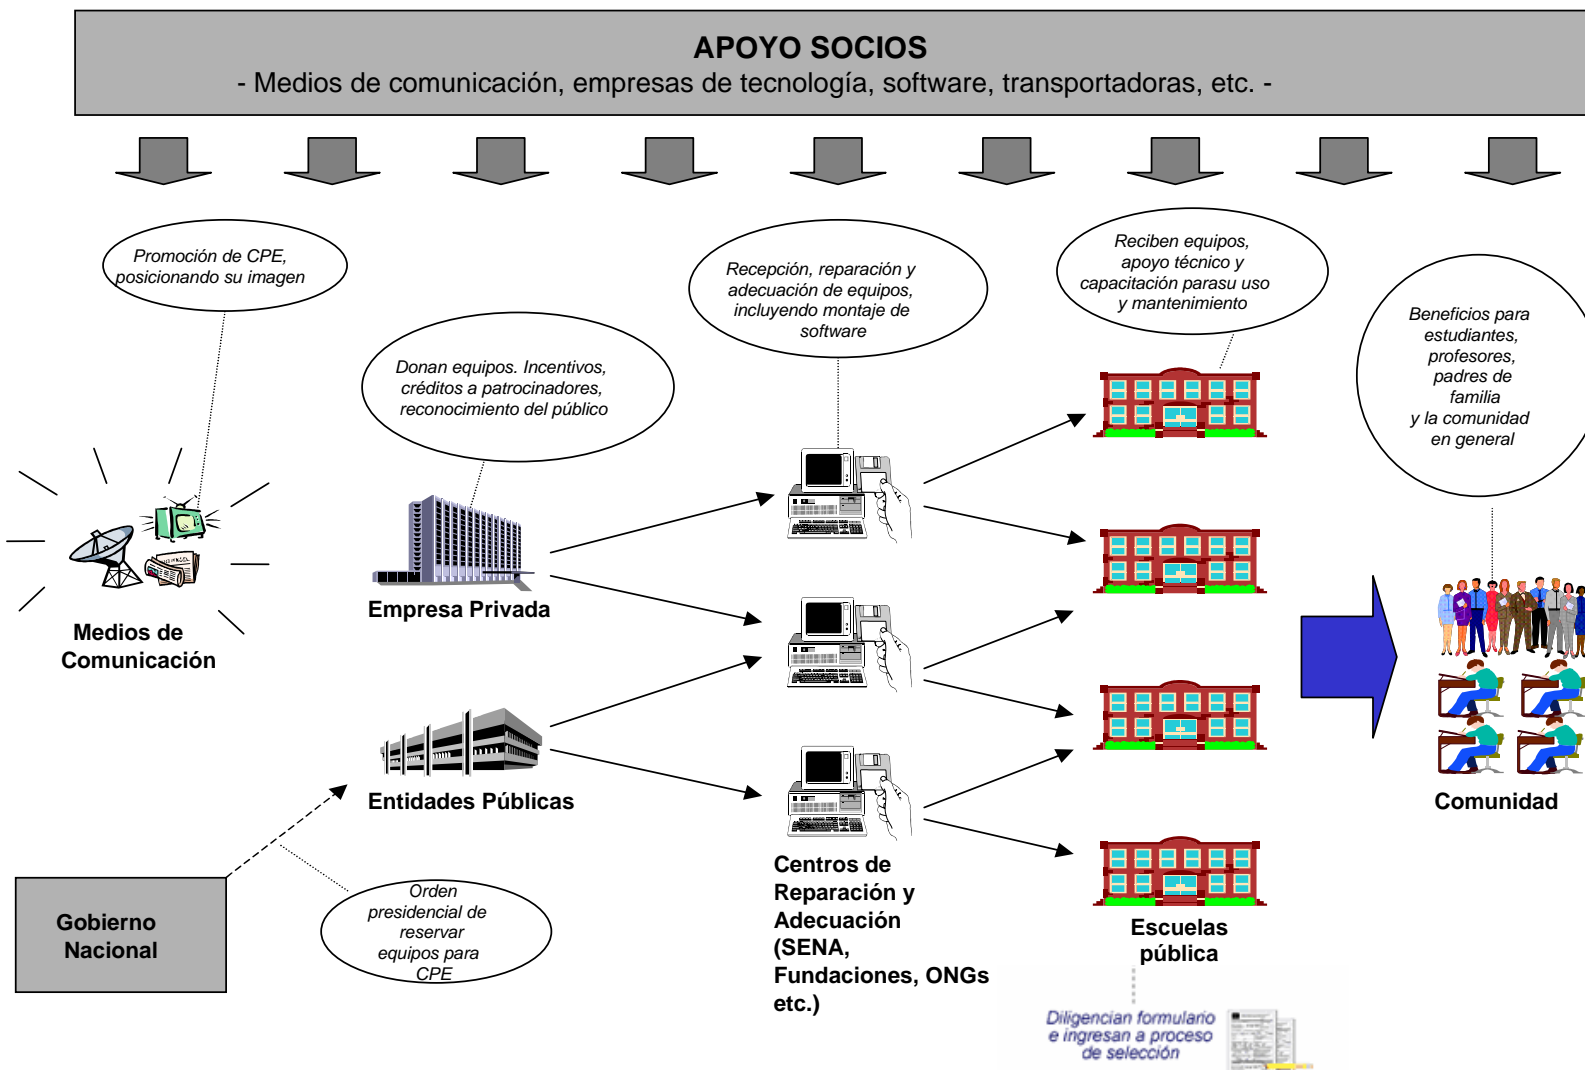 APOYO SOCIOS
- Medios de comunicación, empresas de tecnología, software, transportadoras, etc. -
Promoción de CPE,
posicionando su imagen
Donan equipos. Incentivos,
créditos a patrocinadores,
reconocimiento del público
Recepción, reparación y
adecuación de equipos,
incluyendo montaje de
software
Reciben equipos,
apoyo técnico y
capacitación parasu uso
y mantenimiento
Beneficios para
estudiantes,
profesores,
padres de
familia
y la comunidad
en general
Medios de
Comunicación
Empresa Privada
Entidades Públicas
Gobierno
Nacional
Orden
presidencial de
reservar
equipos para
CPE
Centros de
Reparación y
Adecuación
(SENA,
Fundaciones, ONGs
etc.)
Escuelas
pública
Diligencian formulario
e ingresan a proceso
de selección
Comunidad